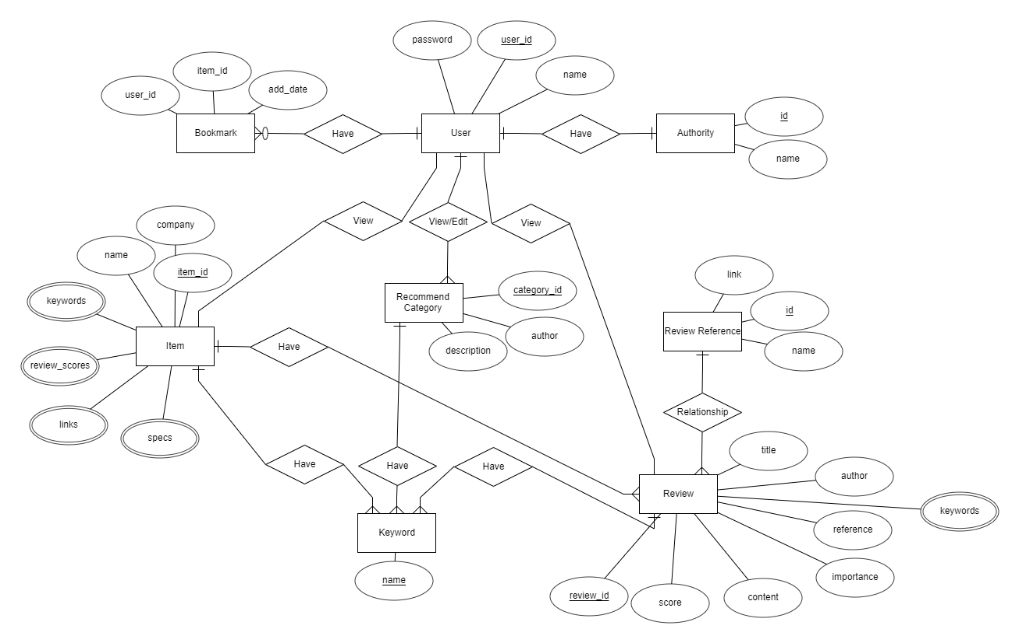 password
user_id
item_id
name
user_id
add_date
id
Bookmark
Have
User
Have
Authority
name
company
View
View/Edit
View
name
item_id
link
keywords
Recommend
Category
category_id
id
Review Reference
author
name
Item
Have
description
review_scores
Relationship
links
specs
title
Have
Have
Have
author
Review
keywords
Keyword
reference
name
importance
review_id
score
content